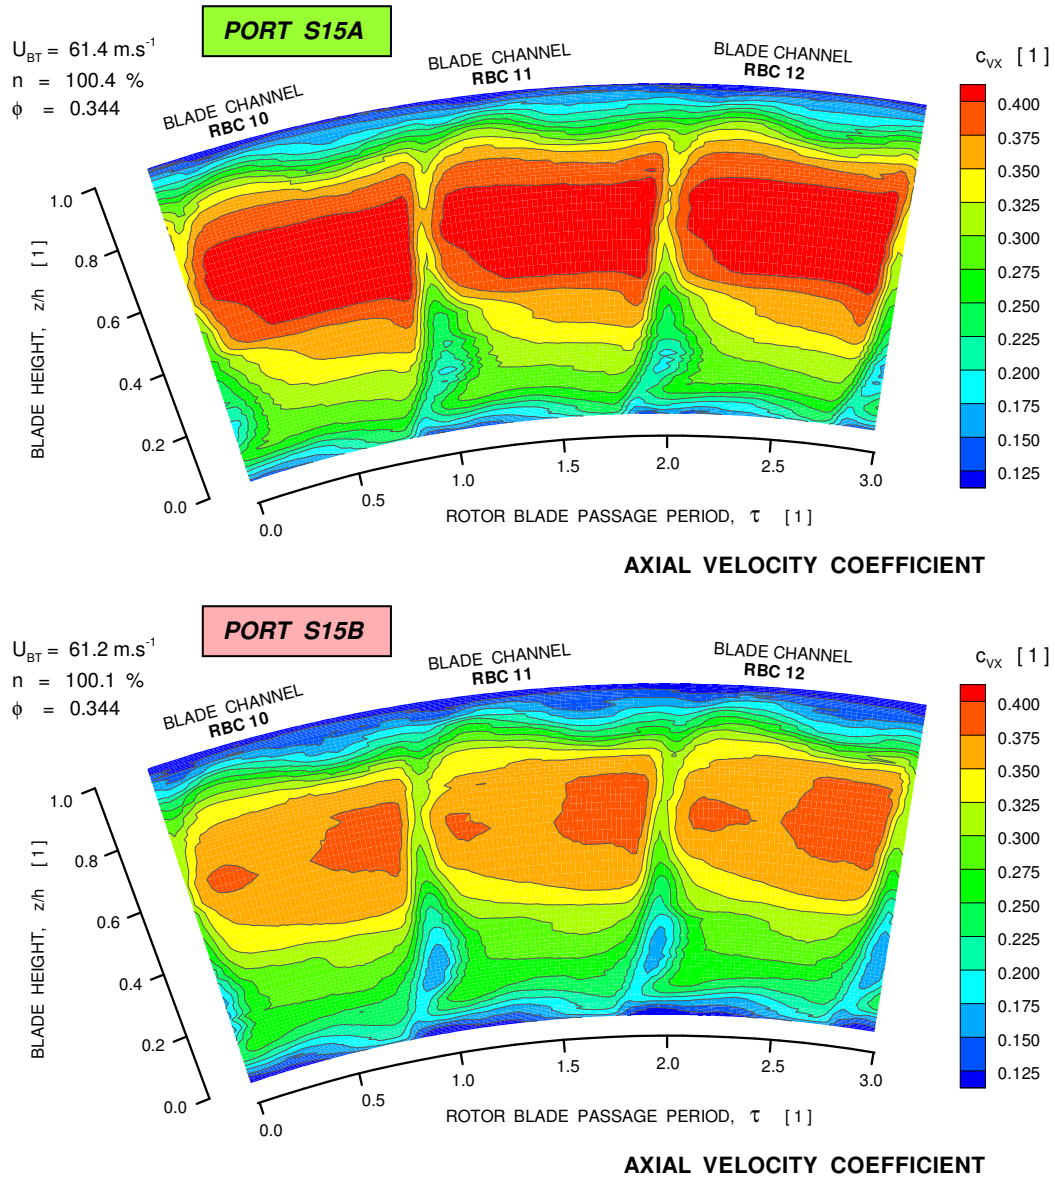 PORT S15A
U_BT = 61.4 m.s⁻¹
n = 100.4 %
ϕ = 0.344
BLADE CHANNEL
RBC 10
BLADE CHANNEL
RBC 11
BLADE CHANNEL
RBC 12
c_VX [ 1 ]
0.400
0.375
0.350
0.325
0.300
0.275
0.250
0.225
0.200
0.175
0.150
0.125
1.0
0.8
0.6
0.4
0.2
0.0
BLADE HEIGHT, z/h [ 1 ]
0.0
0.5
1.0
1.5
2.0
2.5
3.0
ROTOR BLADE PASSAGE PERIOD, τ [ 1 ]
AXIAL VELOCITY COEFFICIENT
PORT S15B
U_BT = 61.2 m.s⁻¹
n = 100.1 %
ϕ = 0.344
BLADE CHANNEL
RBC 10
BLADE CHANNEL
RBC 11
BLADE CHANNEL
RBC 12
c_VX [ 1 ]
0.400
0.375
0.350
0.325
0.300
0.275
0.250
0.225
0.200
0.175
0.150
0.125
1.0
0.8
0.6
0.4
0.2
0.0
BLADE HEIGHT, z/h [ 1 ]
0.0
0.5
1.0
1.5
2.0
2.5
3.0
ROTOR BLADE PASSAGE PERIOD, τ [ 1 ]
AXIAL VELOCITY COEFFICIENT